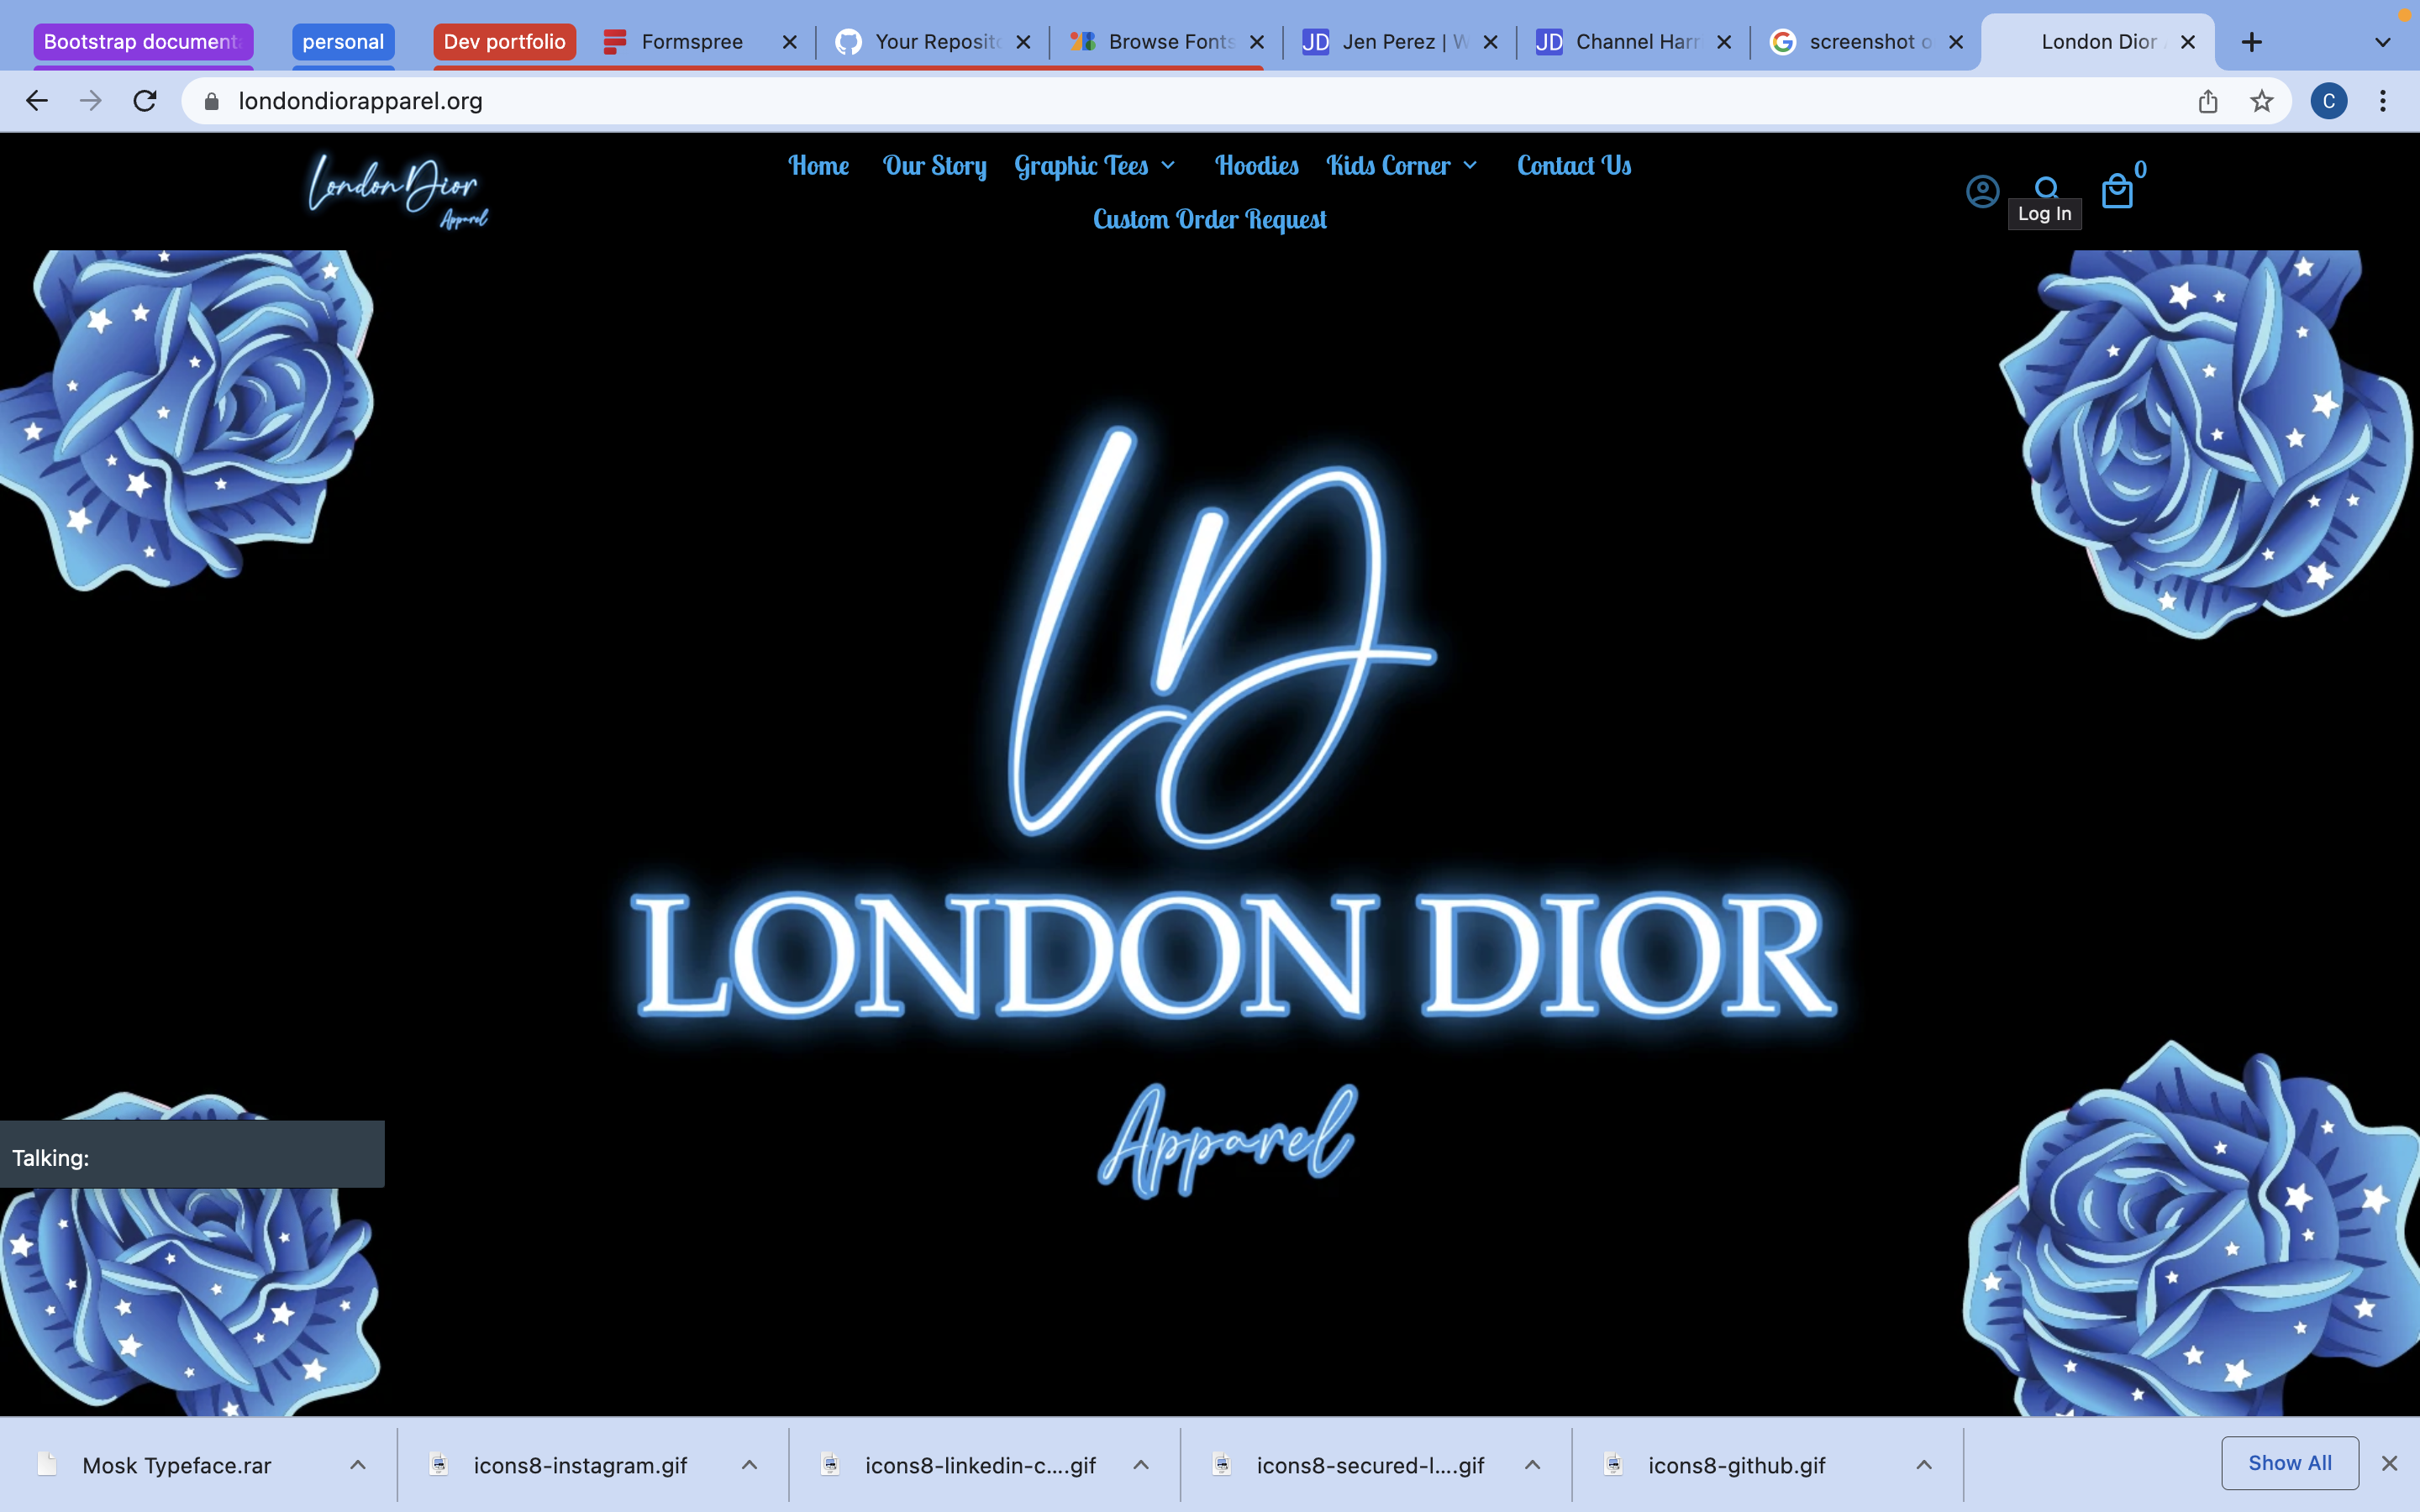 Bootstrap document
personal
Dev portfolio
Formspree
Your Reposit
Browse Fonts
JD
Jen Perez | W
JD
Channel Harr
screenshot o
London Dior
londondiorapparel.org
C
London Dior
Apparel
Home
Our Story
Graphic Tees
Hoodies
Kids Corner
Contact Us
Custom Order Request
0
Log In
LD
LONDON DIOR
Apparel
Talking:
Mosk Typeface.rar
icons8-instagram.gif
icons8-linkedin-c....gif
icons8-secured-l....gif
icons8-github.gif
Show All